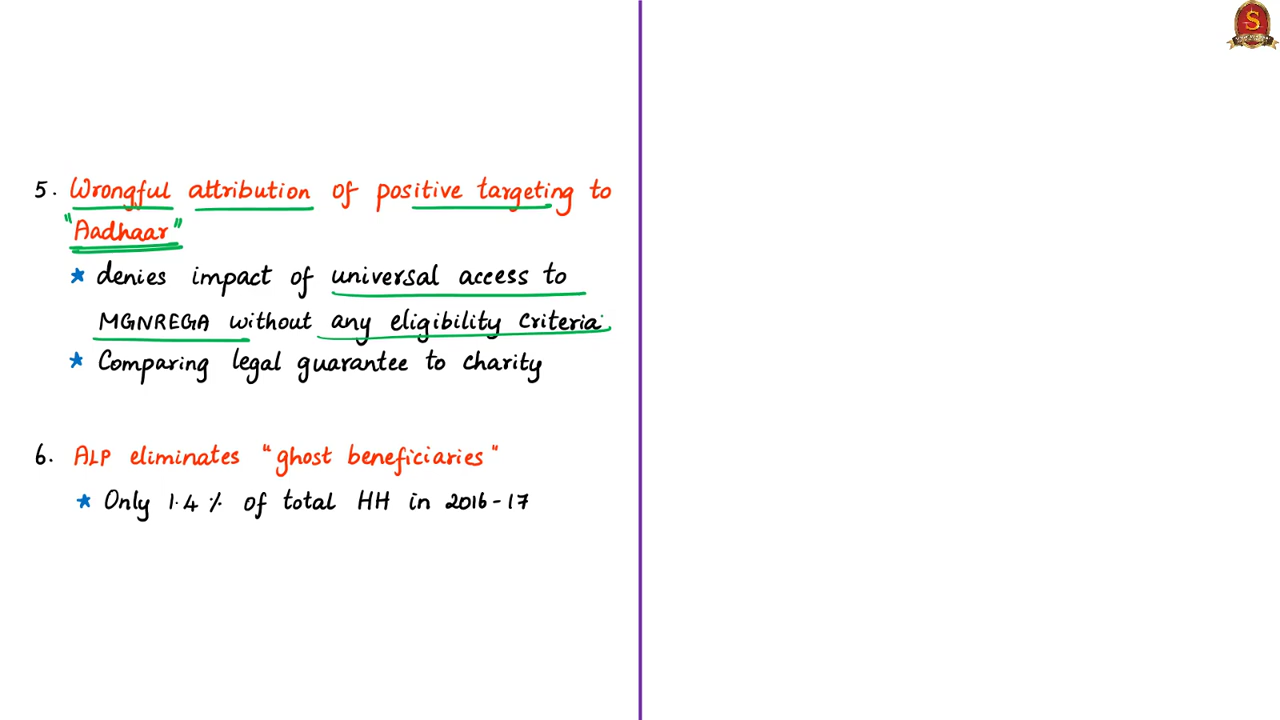 5. Wrongful attribution of positive targeting to
"Aadhaar"
★ denies impact of universal access to
MGNREGA without any eligibility criteria.
★ Comparing legal guarantee to charity
6. ALP eliminates "ghost beneficiaries"
★ Only 1.4 % of total HH in 2016-17
S